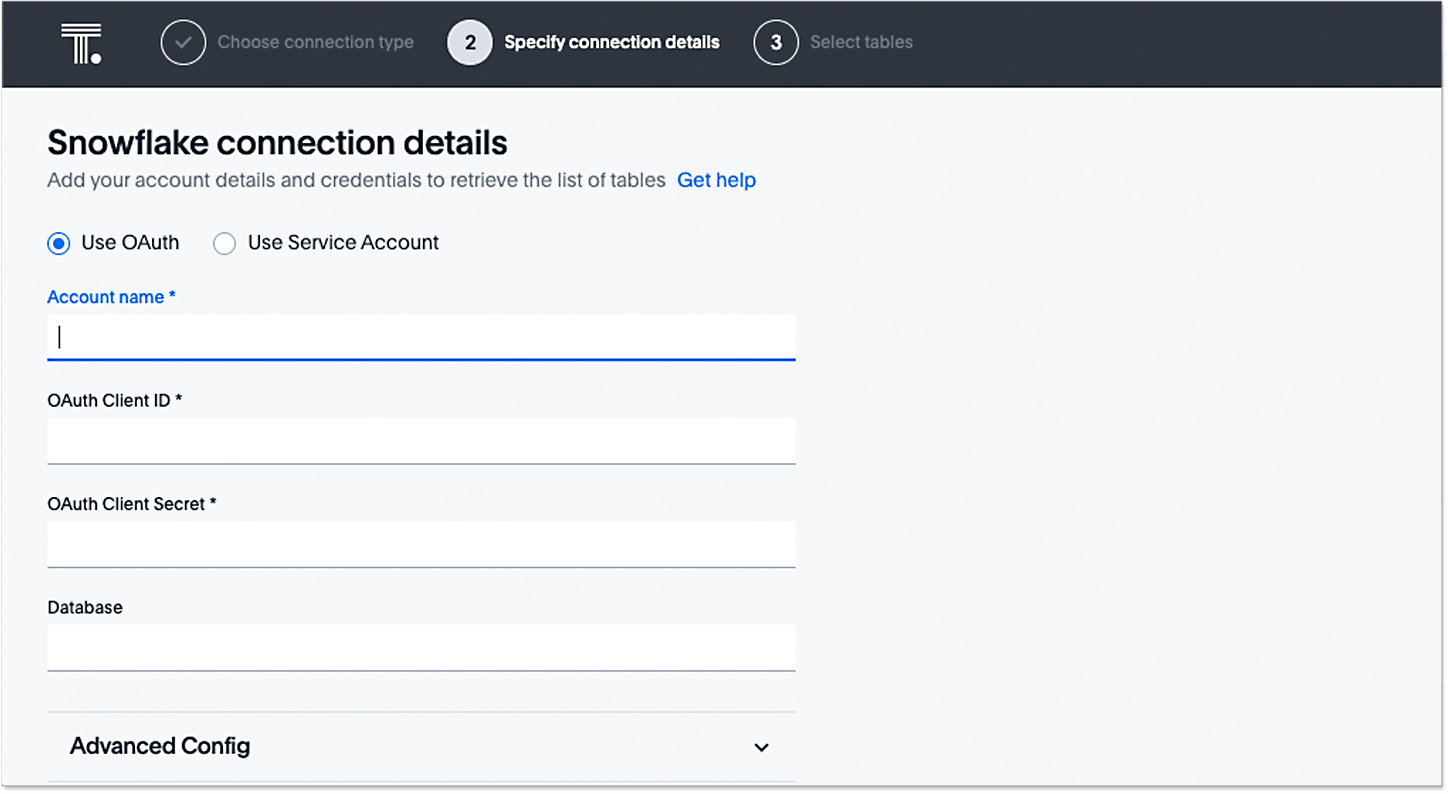 T. Choose connection type 2 Specify connection details 3 Select tables
Snowflake connection details
Add your account details and credentials to retrieve the list of tables Get help
Use OAuth Use Service Account
Account name *
OAuth Client ID *
OAuth Client Secret *
Database
Advanced Config